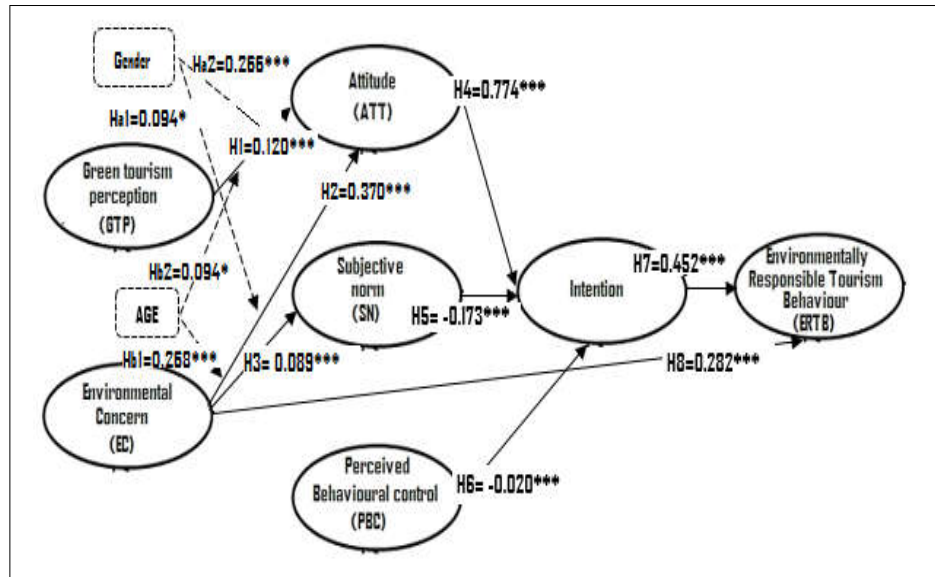 Gender
Ha2=0.266***
Attitude
(ATT)
H4=0.774***
Ha1=0.094*
H1=0.120***
Green tourism
perception
(GTP)
H2=0.370***
Hb2=0.094*
Subjective
norm
(SN)
Intention
H7=0.452***
Environmentally
Responsible Tourism
Behaviour
(ERTB)
AGE
H5= -0.173***
Hb1=0.268***
H3= 0.089***
H8=0.282***
Environmental
Concern
(EC)
Perceived
Behavioural control
(PBC)
H6= -0.020***